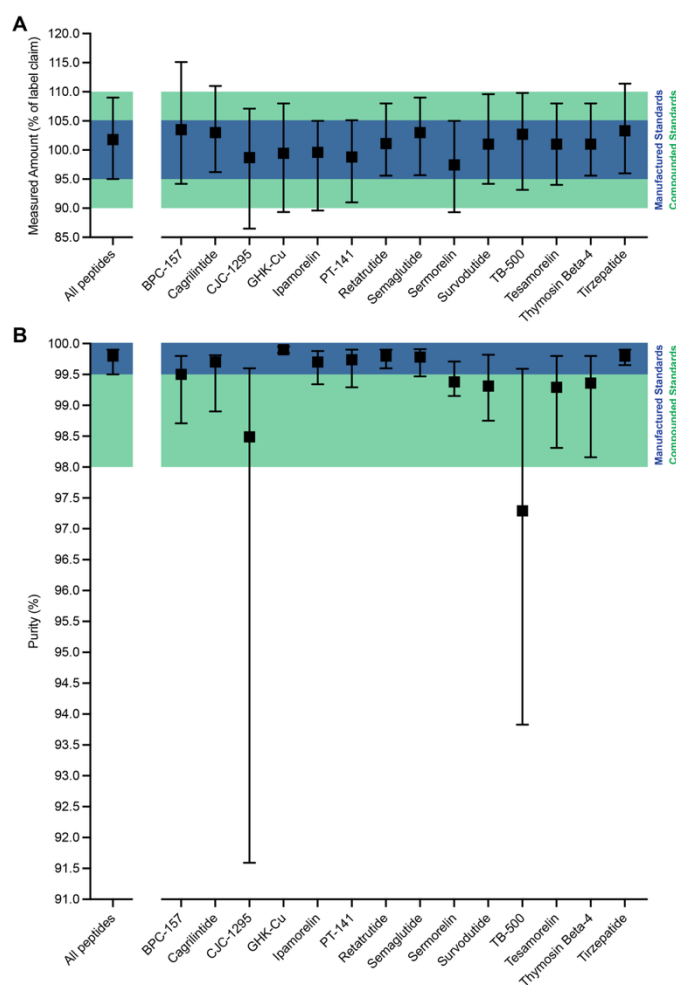 A
Measured Amount (% of label claim)
120.0
115.0
110.0
105.0
100.0
95.0
90.0
85.0
Manufactured Standards
Compounded Standards
All peptides
BPC-157
Cagrilintide
CJC-1295
GHK-Cu
Ipamorelin
PT-141
Retatrutide
Semaglutide
Sermorelin
Survodutide
TB-500
Tesamorelin
Thymosin Beta-4
Tirzepatide
B
Purity (%)
100.0
99.5
99.0
98.5
98.0
97.5
97.0
96.5
96.0
95.5
95.0
94.5
94.0
93.5
93.0
92.5
92.0
91.5
91.0
Manufactured Standards
Compounded Standards
All peptides
BPC-157
Cagrilintide
CJC-1295
GHK-Cu
Ipamorelin
PT-141
Retatrutide
Semaglutide
Sermorelin
Survodutide
TB-500
Tesamorelin
Thymosin Beta-4
Tirzepatide